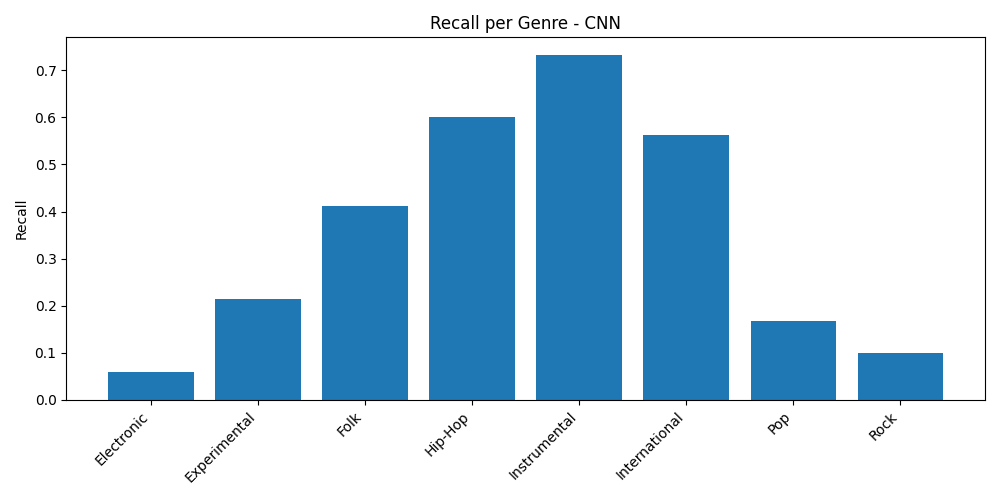 Recall per Genre - CNN
Recall
0.7
0.6
0.5
0.4
0.3
0.2
0.1
0.0
Electronic
Experimental
Folk
Hip-Hop
Instrumental
International
Pop
Rock